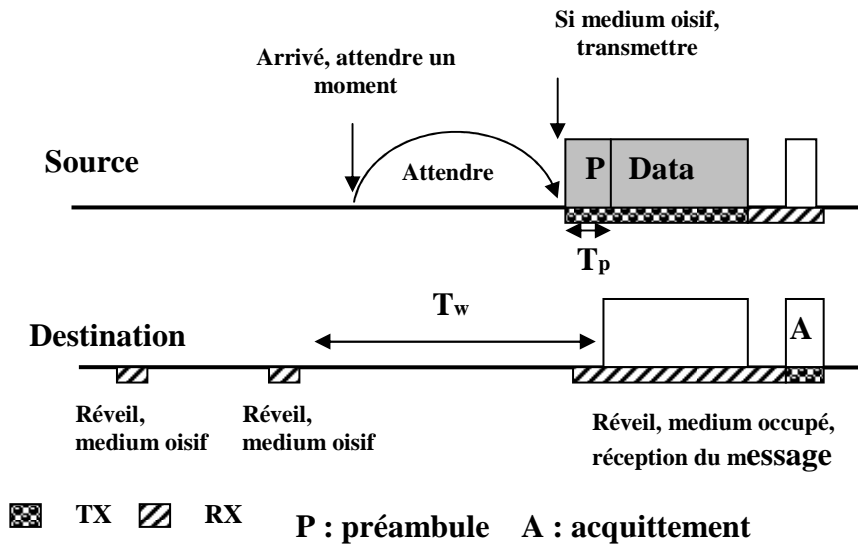 Si medium oisif,
transmettre
Arrivé, attendre un
moment
Source
Attendre
P
Data
Tp
Tw
Destination
A
Réveil,
medium oisif
Réveil,
medium oisif
Réveil, medium occupé,
réception du message
TX
RX
P : préambule
A : acquittement